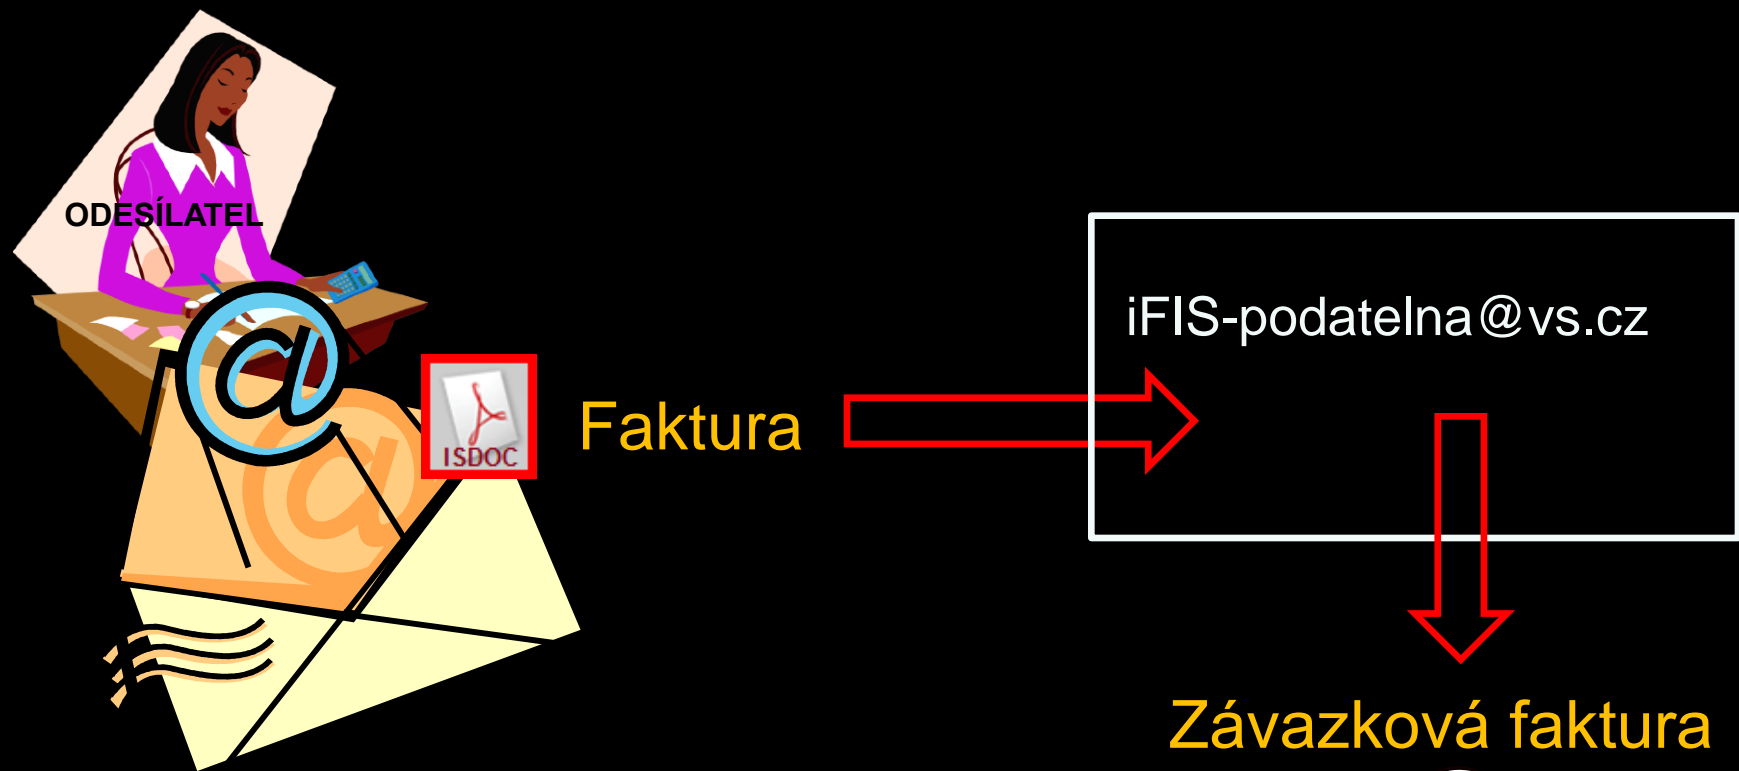 ODESÍLATEL
iFIS-podatelna@vs.cz
ISDOC
Faktura
Závazková faktura